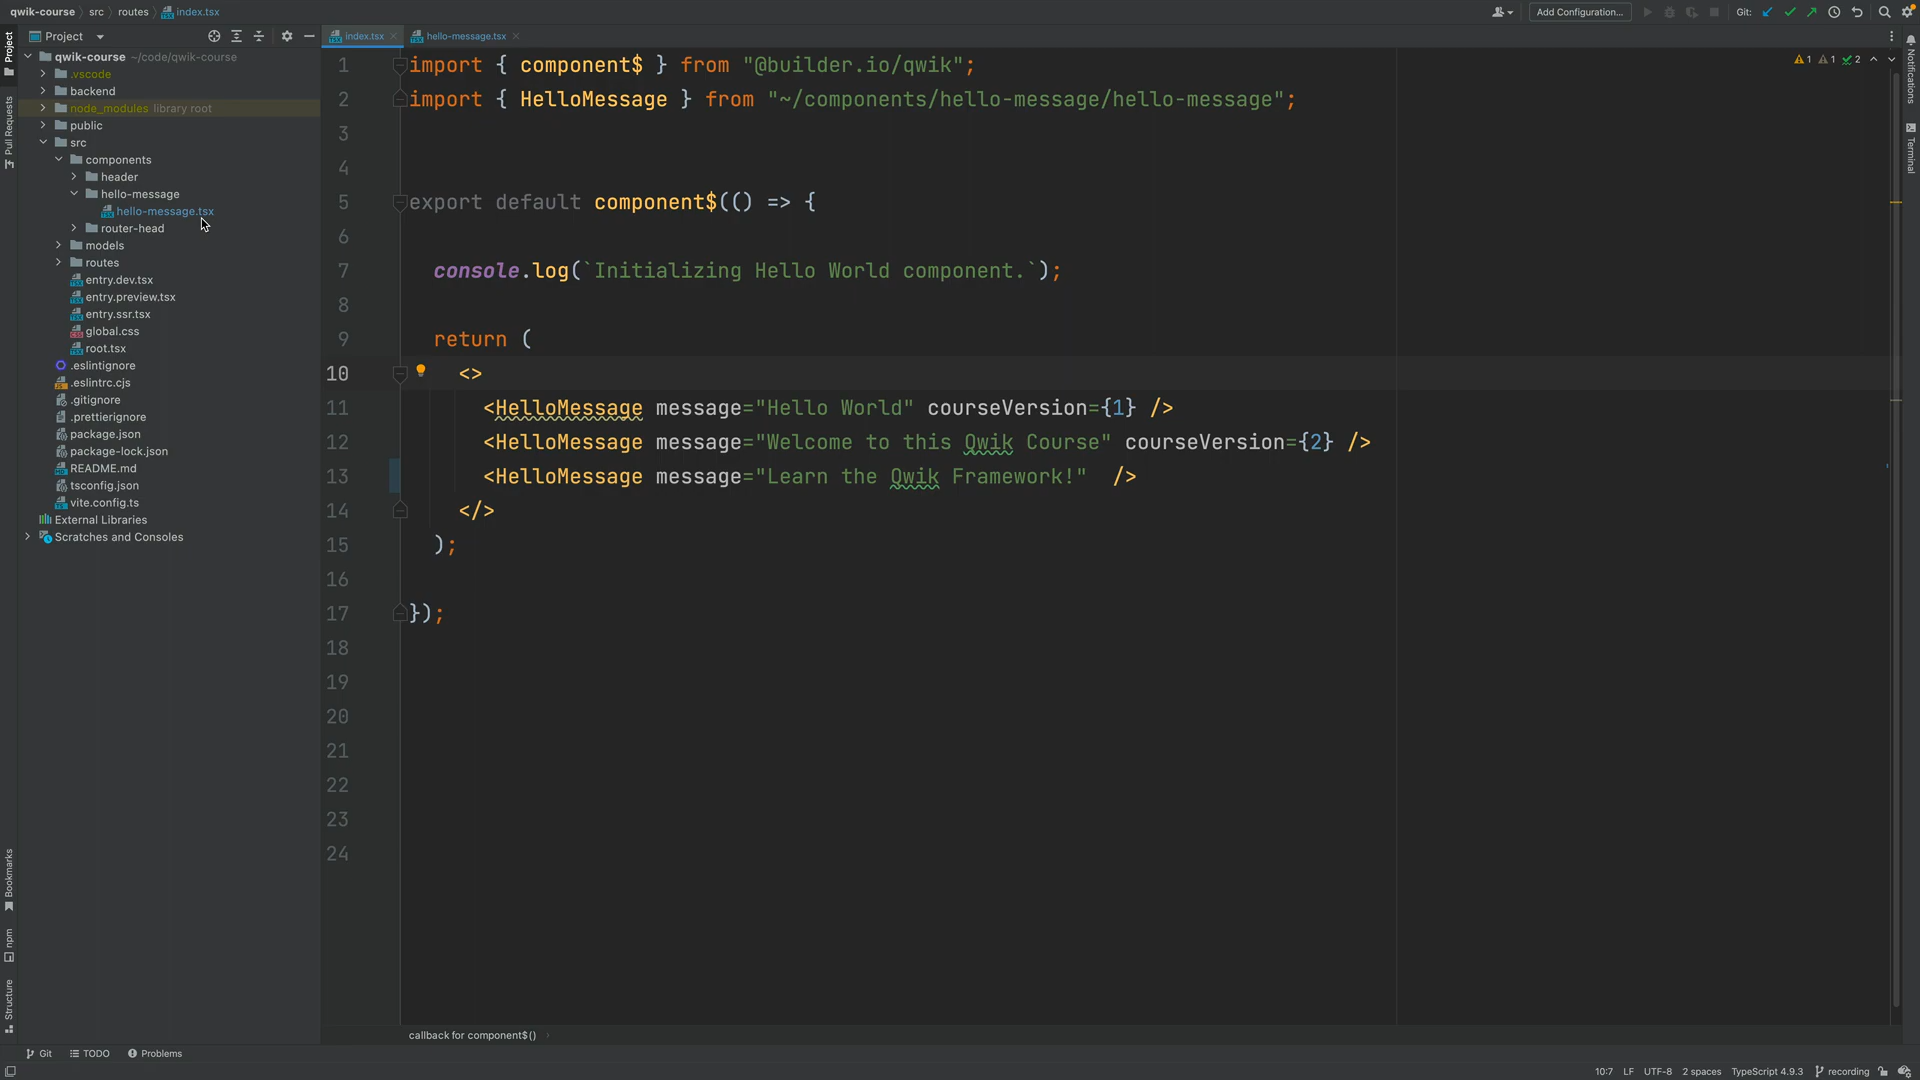 qwik-course src routes index.tsx
Add Configuration...
Git:
Project
index.tsx
hello-message.tsx
qwik-course ~/code/qwik-course
.vscode
backend
node_modules library root
public
src
components
header
hello-message
hello-message.tsx
router-head
models
routes
entry.dev.tsx
entry.preview.tsx
entry.ssr.tsx
global.css
root.tsx
.eslintignore
.eslintrc.cjs
.gitignore
.prettierignore
package.json
package-lock.json
README.md
tsconfig.json
vite.config.ts
External Libraries
Scratches and Consoles
1 import { component$ } from "@builder.io/qwik";
2 import { HelloMessage } from "~/components/hello-message/hello-message";
3
4
5 export default component$(() => {
6
7 console.log(`Initializing Hello World component.`);
8
9 return (
10 <>
11 <HelloMessage message="Hello World" courseVersion={1} />
12 <HelloMessage message="Welcome to this Qwik Course" courseVersion={2} />
13 <HelloMessage message="Learn the Qwik Framework!" />
14 </>
15 );
16
17 });
18
19
20
21
22
23
24
1 1 2
Project
Pull Requests
Bookmarks
npm
Structure
Notifications
Terminal
callback for component$()
Git TODO Problems
10:7 LF UTF-8 2 spaces TypeScript 4.9.3 recording